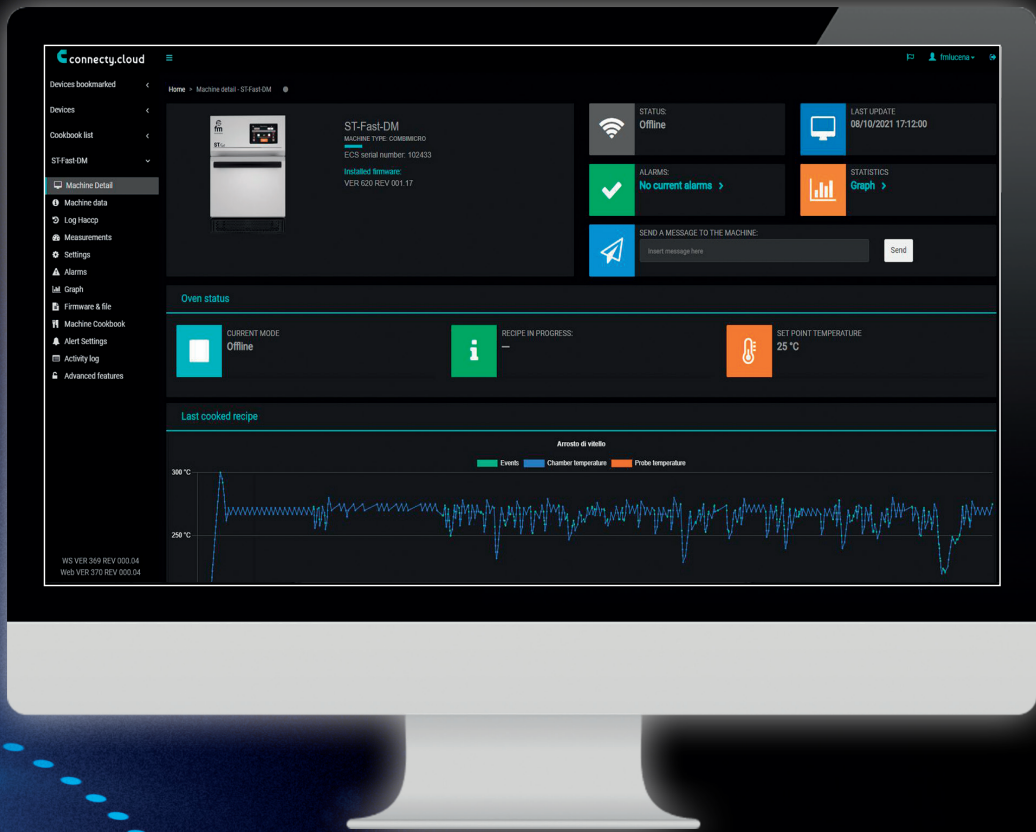 connecty.cloud
fmlucena
Devices bookmarked
Devices
Cookbook list
ST-Fast-DM
Machine Detail
Machine data
Log Haccp
Measurements
Settings
Alarms
Graph
Firmware & file
Machine Cookbook
Alert Settings
Activity log
Advanced features
WS VER 369 REV 000.04
Web VER 370 REV 000.04
Home > Machine detail - ST-Fast-DM
fm
ST-Fast-DM
MACHINE TYPE: COMBIMICRO
ECS serial number: 102433
Installed firmware:
VER 620 REV 001.17
STATUS:
Offline
LAST UPDATE
08/10/2021 17:12:00
ALARMS:
No current alarms >
STATISTICS
Graph >
SEND A MESSAGE TO THE MACHINE:
Insert message here
Send
Oven status
CURRENT MODE
Offline
RECIPE IN PROGRESS:
—
SET POINT TEMPERATURE
25 °C
Last cooked recipe
Arrosto di vitello
Events Chamber temperature Probe temperature
300 °C
250 °C